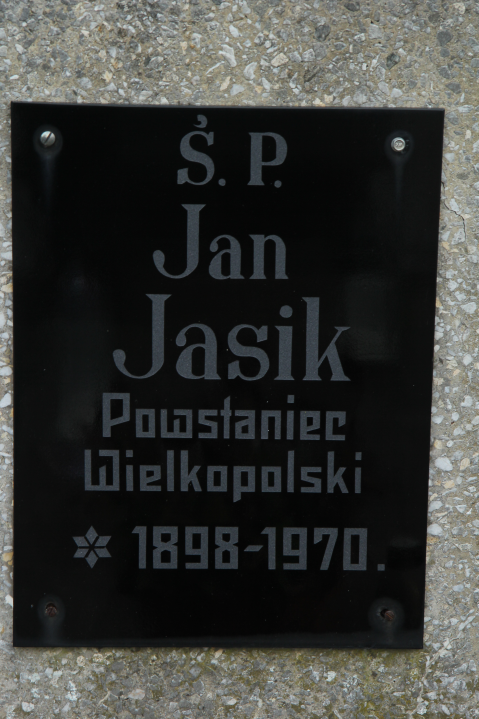 Ś. P.
Jan
Jasik
Powstaniec
Wielkopolski
* 1898-1970.